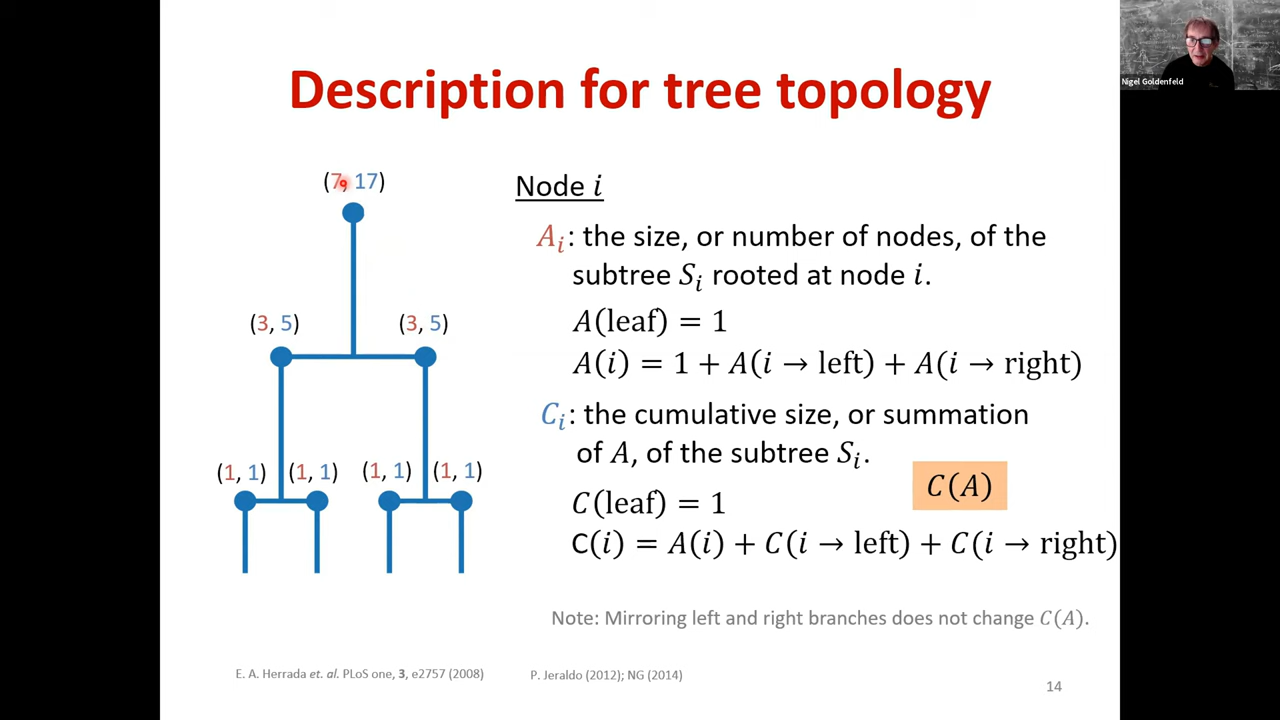 Nigel Goldenfeld
Description for tree topology
(7, 17)
(3, 5) (3, 5)
(1, 1) (1, 1) (1, 1) (1, 1)
Node i
Aᵢ: the size, or number of nodes, of the
subtree Sᵢ rooted at node i.
A(leaf) = 1
A(i) = 1 + A(i → left) + A(i → right)
Cᵢ: the cumulative size, or summation
of A, of the subtree Sᵢ.
C(A)
C(leaf) = 1
C(i) = A(i) + C(i → left) + C(i → right)
Note: Mirroring left and right branches does not change C(A).
E. A. Herrada et. al. PLoS one, 3, e2757 (2008)
P. Jeraldo (2012); NG (2014)
14